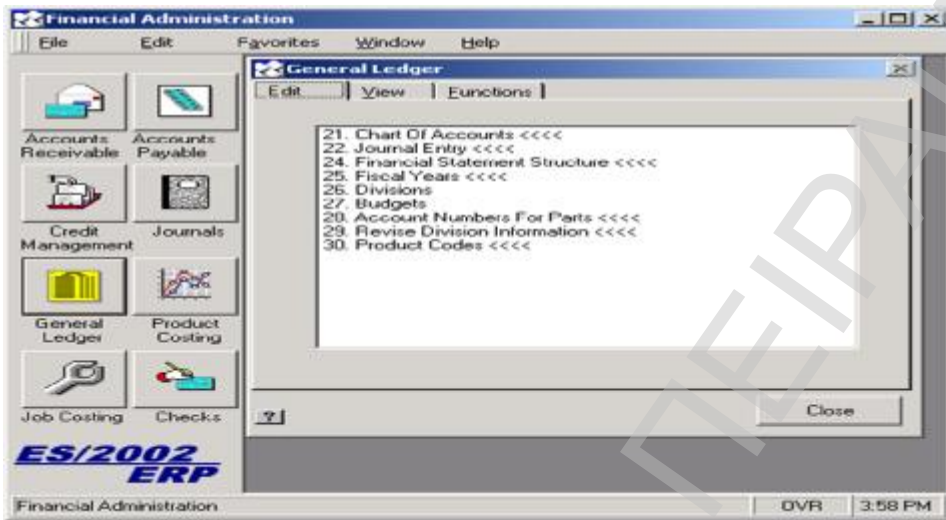 Financial Administration
File Edit Favorites Window Help
General Ledger
Edit View Functions
21. Chart Of Accounts <<<<
22. Journal Entry <<<<
24. Financial Statement Structure <<<<
25. Fiscal Years <<<<
26. Divisions
27. Budgets
28. Account Numbers For Parts <<<<
29. Revise Division Information <<<<
30. Product Codes <<<<
Accounts Receivable
Accounts Payable
Credit Management
Journals
General Ledger
Product Costing
Job Costing
Checks
?
Close
ES/2002
ERP
Financial Administration OVR 3:58 PM
ΠΕΙΡΑ